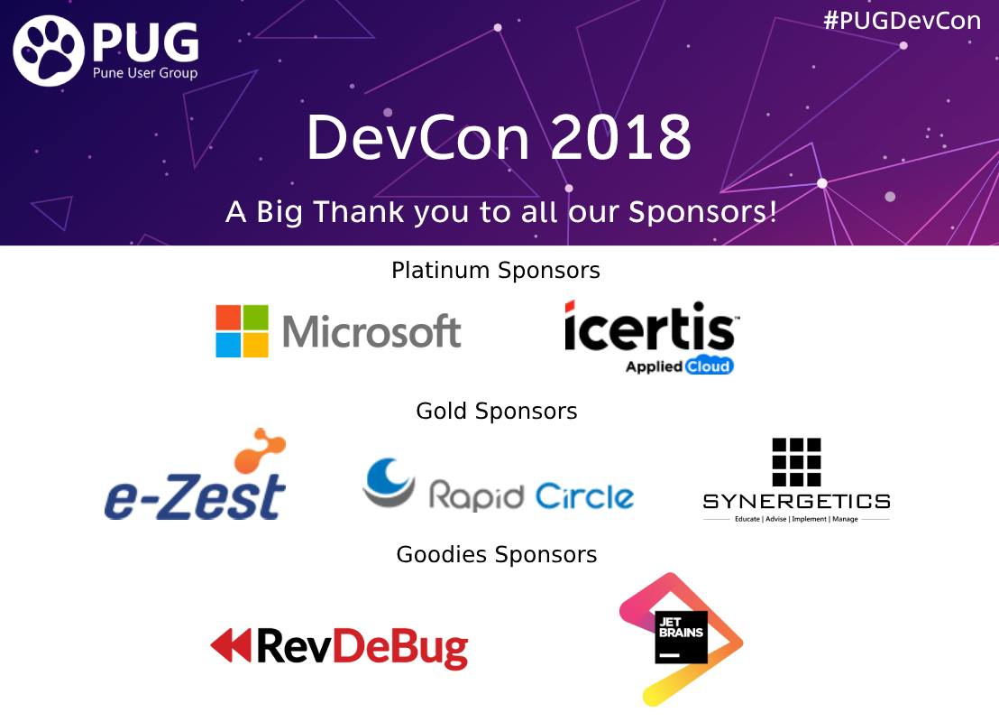 PUG
Pune User Group
#PUGDevCon
DevCon 2018
A Big Thank you to all our Sponsors!
Platinum Sponsors
Microsoft
icertis™
Applied Cloud
Gold Sponsors
e-Zest
Rapid Circle
SYNERGETICS
Educate | Advise | Implement | Manage
Goodies Sponsors
RevDeBug
JET
BRAINS